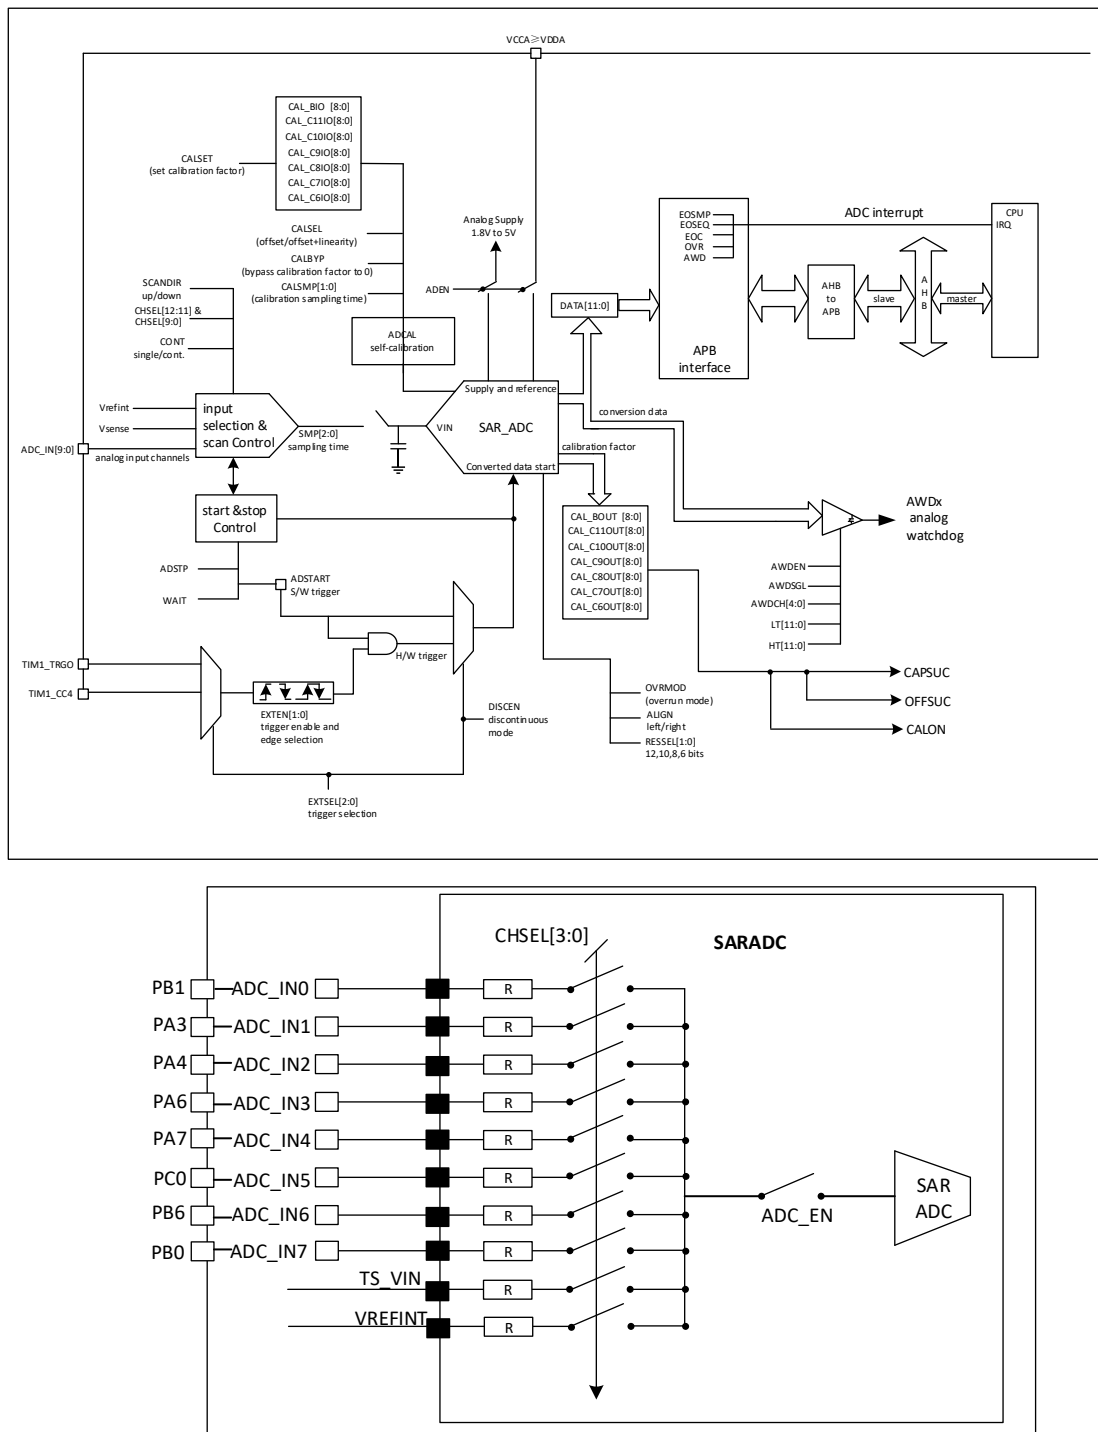 VCCA≥VDDA
CAL_BIO [8:0]
CAL_C11IO[8:0]
CAL_C10IO[8:0]
CAL_C9IO[8:0]
CAL_C8IO[8:0]
CAL_C7IO[8:0]
CAL_C6IO[8:0]
CALSET
(set calibration factor)
CALSEL
(offset/offset+linearity)
CALBYP
(bypass calibration factor to 0)
CALSMP[1:0]
(calibration sampling time)
Analog Supply
1.8V to 5V
ADEN
ADCAL
self-calibration
SCANDIR
up/down
CHSEL[12:11] &
CHSEL[9:0]
CONT
single/cont.
Vrefint
Vsense
ADC_IN[9:0]
analog input channels
input
selection &
scan Control
SMP[2:0]
sampling time
VIN
Supply and reference
SAR_ADC
Converted data start
DATA[11:0]
EOSMP
EOSEQ
EOC
OVR
AWD
APB
interface
ADC interrupt
AHB
to
APB
slave
A
H
B
master
CPU
IRQ
conversion data
calibration factor
CAL_BOUT [8:0]
CAL_C11OUT[8:0]
CAL_C10OUT[8:0]
CAL_C9OUT[8:0]
CAL_C8OUT[8:0]
CAL_C7OUT[8:0]
CAL_C6OUT[8:0]
AWDx
analog
watchdog
AWDEN
AWDSGL
AWDCH[4:0]
LT[11:0]
HT[11:0]
CAPSUC
OFFSUC
CALON
start &stop
Control
ADSTP
WAIT
ADSTART
S/W trigger
H/W trigger
TIM1_TRGO
TIM1_CC4
EXTEN[1:0]
trigger enable and
edge selection
DISCEN
discontinuous
mode
EXTSEL[2:0]
trigger selection
OVRMOD
(overrun mode)
ALIGN
left/right
RESSEL[1:0]
12,10,8,6 bits
CHSEL[3:0]
SARADC
PB1 ADC_IN0 R
PA3 ADC_IN1 R
PA4 ADC_IN2 R
PA6 ADC_IN3 R
PA7 ADC_IN4 R
PC0 ADC_IN5 R
PB6 ADC_IN6 R
PB0 ADC_IN7 R
TS_VIN R
VREFINT R
ADC_EN
SAR
ADC